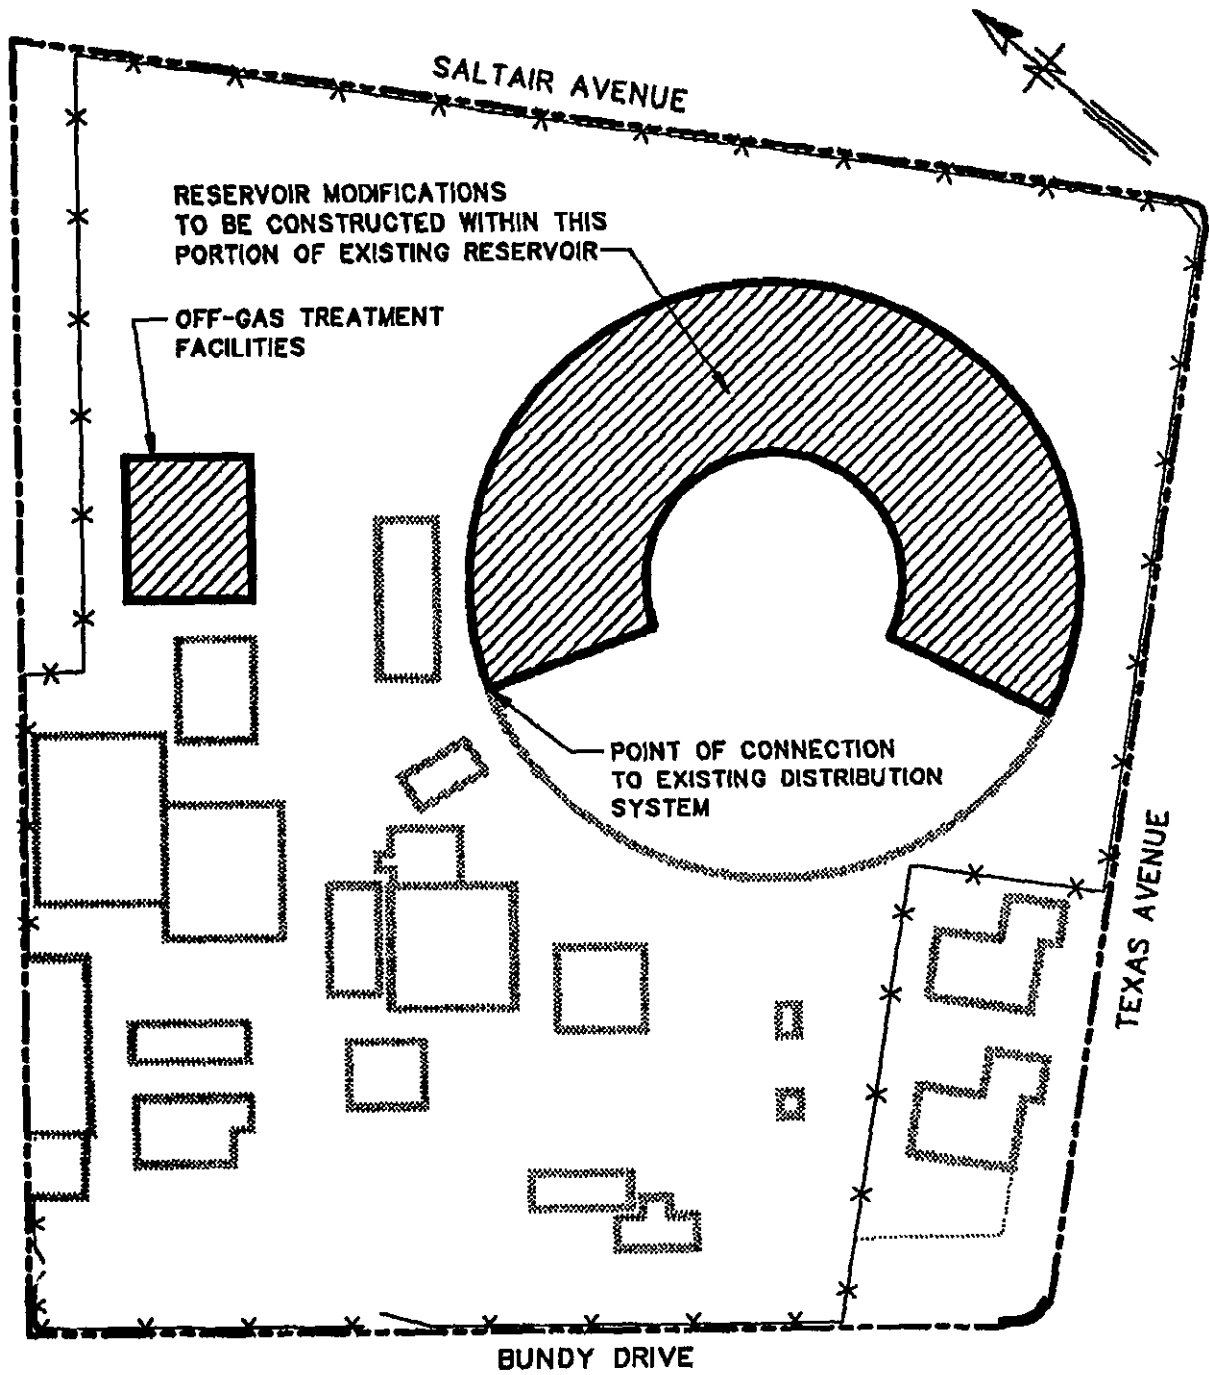 SALTAIR AVENUE
RESERVOIR MODIFICATIONS
TO BE CONSTRUCTED WITHIN THIS
PORTION OF EXISTING RESERVOIR
OFF-GAS TREATMENT
FACILITIES
POINT OF CONNECTION
TO EXISTING DISTRIBUTION
SYSTEM
TEXAS AVENUE
BUNDY DRIVE